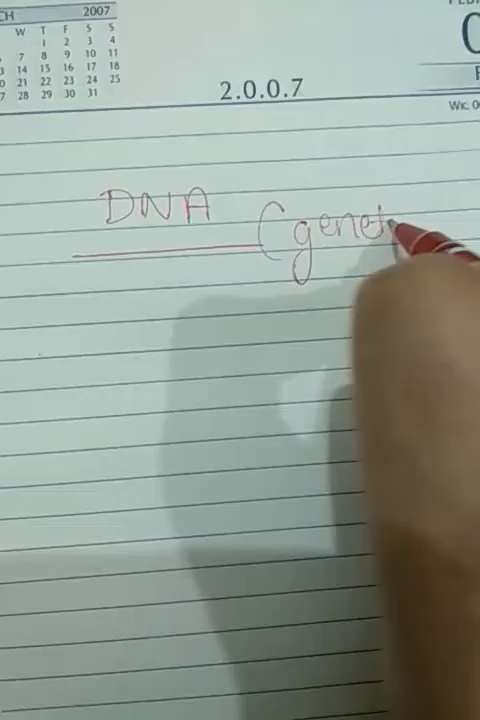 CH 2007
W T F S S
1 2 3 4
7 8 9 10 11
14 15 16 17 18
21 22 23 24 25
28 29 30 31
2.0.0.7
DNA (genet